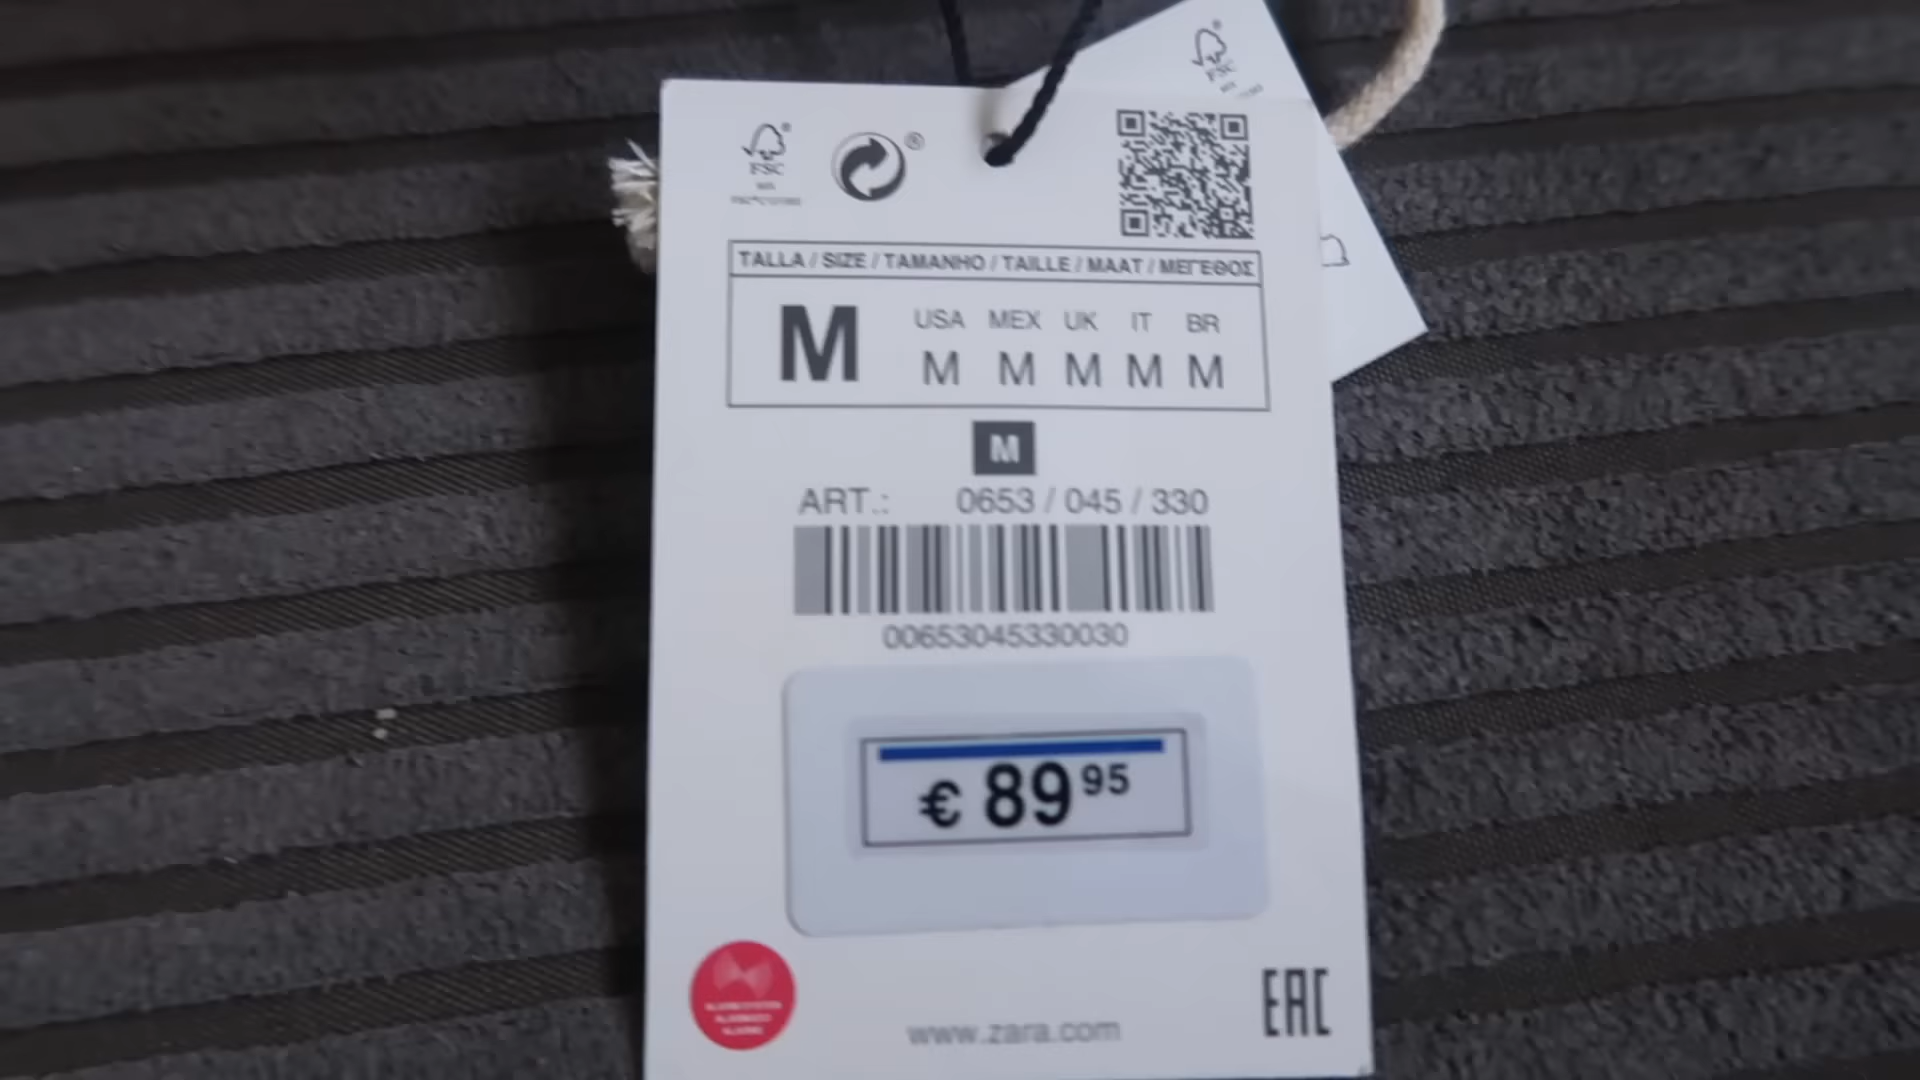 FSC
®
TALLA / SIZE / TAMANHO / TAILLE / MAAT / ΜΕΓΕΘΟΣ
M
USA MEX UK IT BR
M M M M M
M
ART.: 0653 / 045 / 330
00653045330030
€ 89 95
www.zara.com
EAC